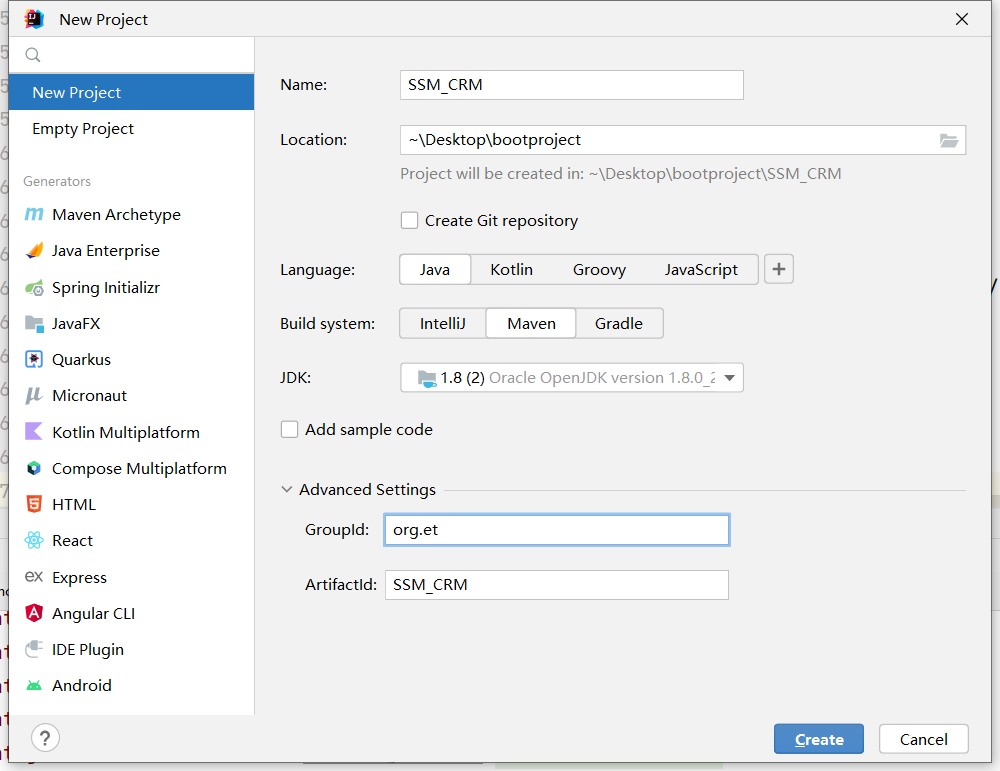 New Project
New Project
Empty Project
Generators
Maven Archetype
Java Enterprise
Spring Initializr
JavaFX
Quarkus
Micronaut
Kotlin Multiplatform
Compose Multiplatform
HTML
React
Express
Angular CLI
IDE Plugin
Android
Name: SSM_CRM
Location: ~\Desktop\bootproject
Project will be created in: ~\Desktop\bootproject\SSM_CRM
Create Git repository
Language: Java Kotlin Groovy JavaScript +
Build system: IntelliJ Maven Gradle
JDK: 1.8 (2) Oracle OpenJDK version 1.8.0_
Add sample code
Advanced Settings
GroupId: org.et
ArtifactId: SSM_CRM
? Create Cancel